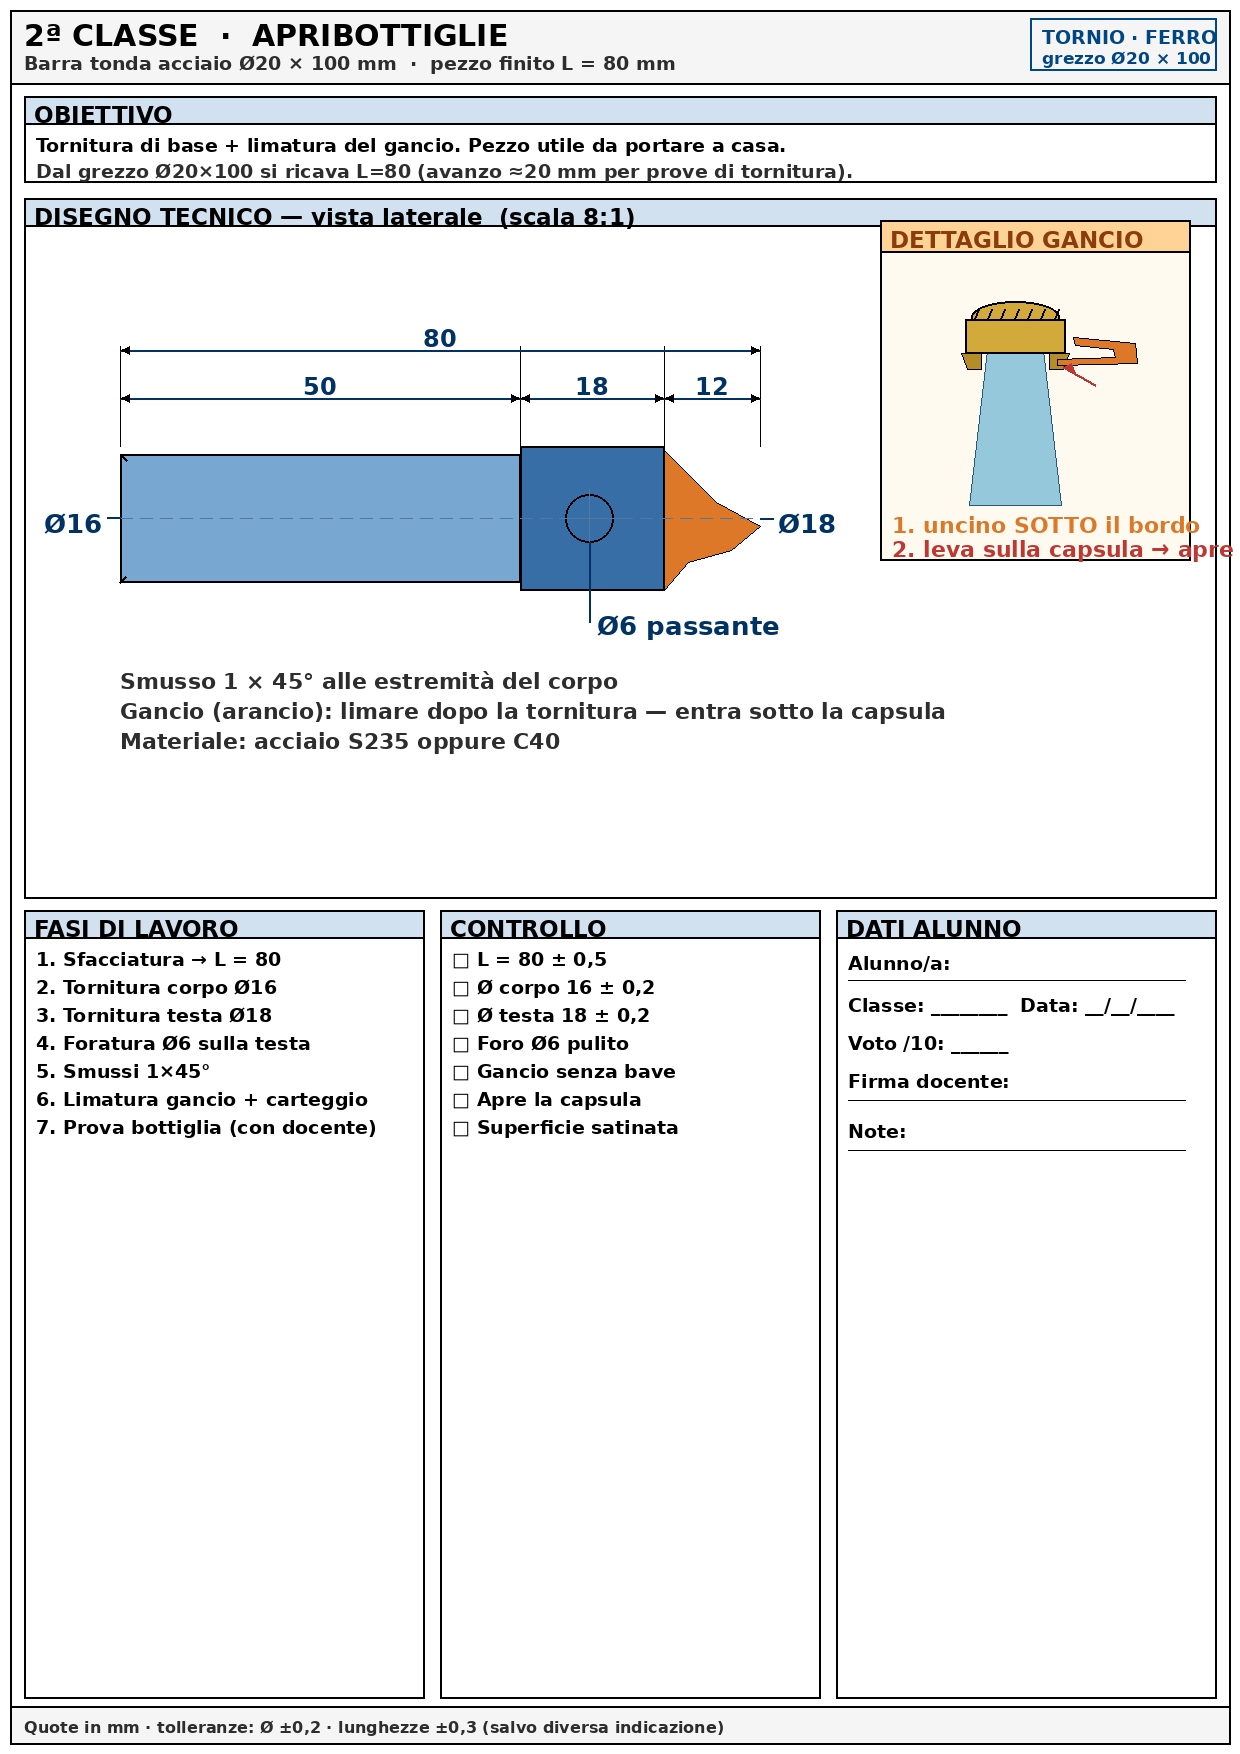 2ª CLASSE · APRIBOTTIGLIE
Barra tonda acciaio Ø20 × 100 mm · pezzo finito L = 80 mm
TORNIO · FERRO
grezzo Ø20 × 100
OBIETTIVO
Tornitura di base + limatura del gancio. Pezzo utile da portare a casa.
Dal grezzo Ø20×100 si ricava L=80 (avanzo ≈20 mm per prove di tornitura).
DISEGNO TECNICO — vista laterale (scala 8:1)
DETTAGLIO GANCIO
80
50
18
12
Ø16
Ø18
1. uncino SOTTO il bordo
2. leva sulla capsula → apre
Ø6 passante
Smusso 1 × 45° alle estremità del corpo
Gancio (arancio): limare dopo la tornitura — entra sotto la capsula
Materiale: acciaio S235 oppure C40
FASI DI LAVORO
1. Sfacciatura → L = 80
2. Tornitura corpo Ø16
3. Tornitura testa Ø18
4. Foratura Ø6 sulla testa
5. Smussi 1×45°
6. Limatura gancio + carteggio
7. Prova bottiglia (con docente)
CONTROLLO
□ L = 80 ± 0,5
□ Ø corpo 16 ± 0,2
□ Ø testa 18 ± 0,2
□ Foro Ø6 pulito
□ Gancio senza bave
□ Apre la capsula
□ Superficie satinata
DATI ALUNNO
Alunno/a:
Classe: ________ Data: __/__/____
Voto /10: ______
Firma docente:
Note:
Quote in mm · tolleranze: Ø ±0,2 · lunghezze ±0,3 (salvo diversa indicazione)